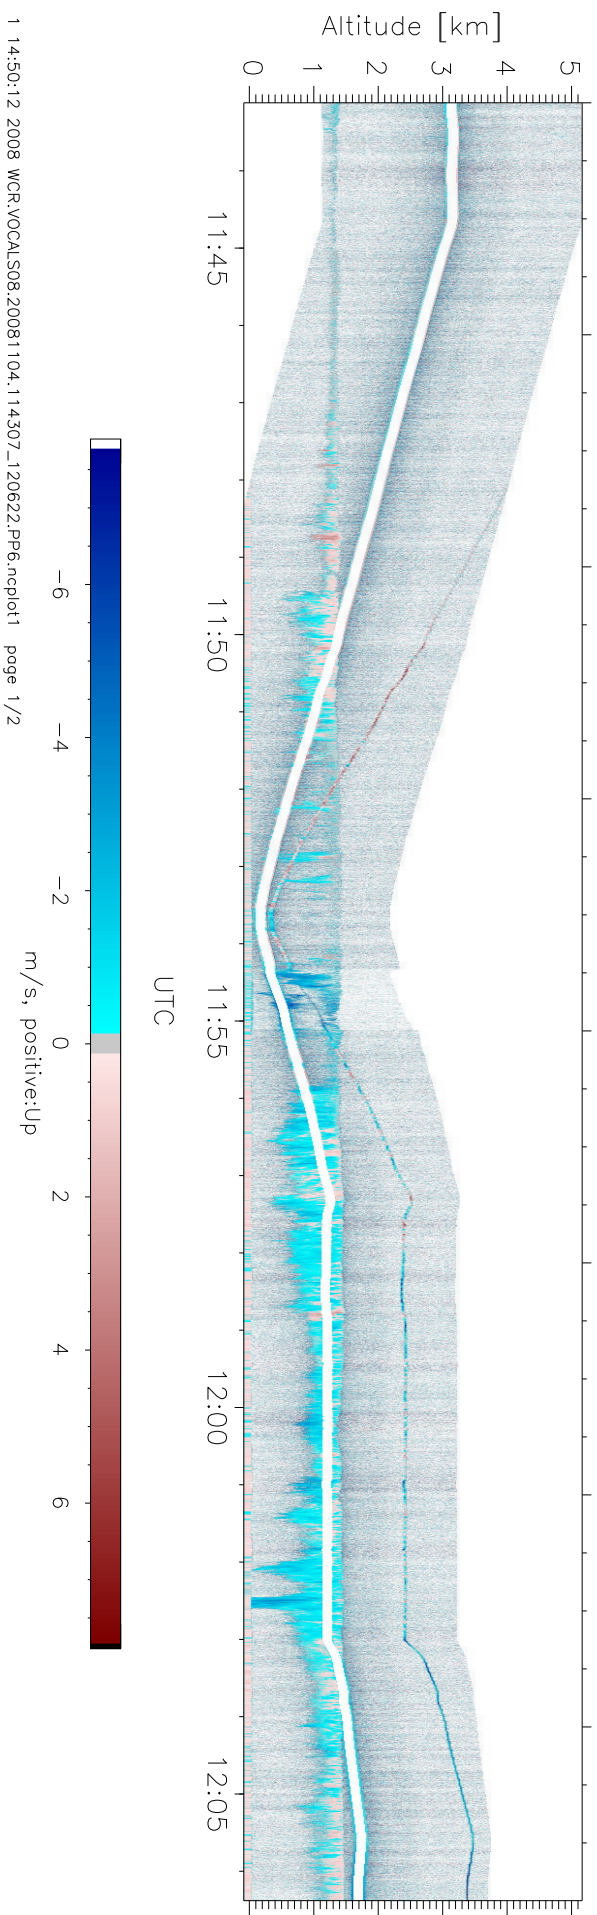 Altitude [km]
0 1 2 3 4 5
11:45 11:50 11:55 12:00 12:05
UTC
-6 -4 -2 0 2 4 6
m/s, positive:Up
1 14:50:12 2008 WCR.VOCALS08.20081104.114307_120622.PP6.ncplot1 page 1/2